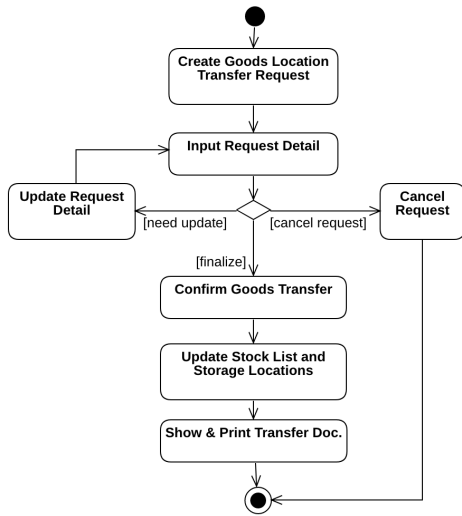 Create Goods Location
Transfer Request
Input Request Detail
Update Request
Detail
Cancel
Request
[need update]
[cancel request]
[finalize]
Confirm Goods Transfer
Update Stock List and
Storage Locations
Show & Print Transfer Doc.